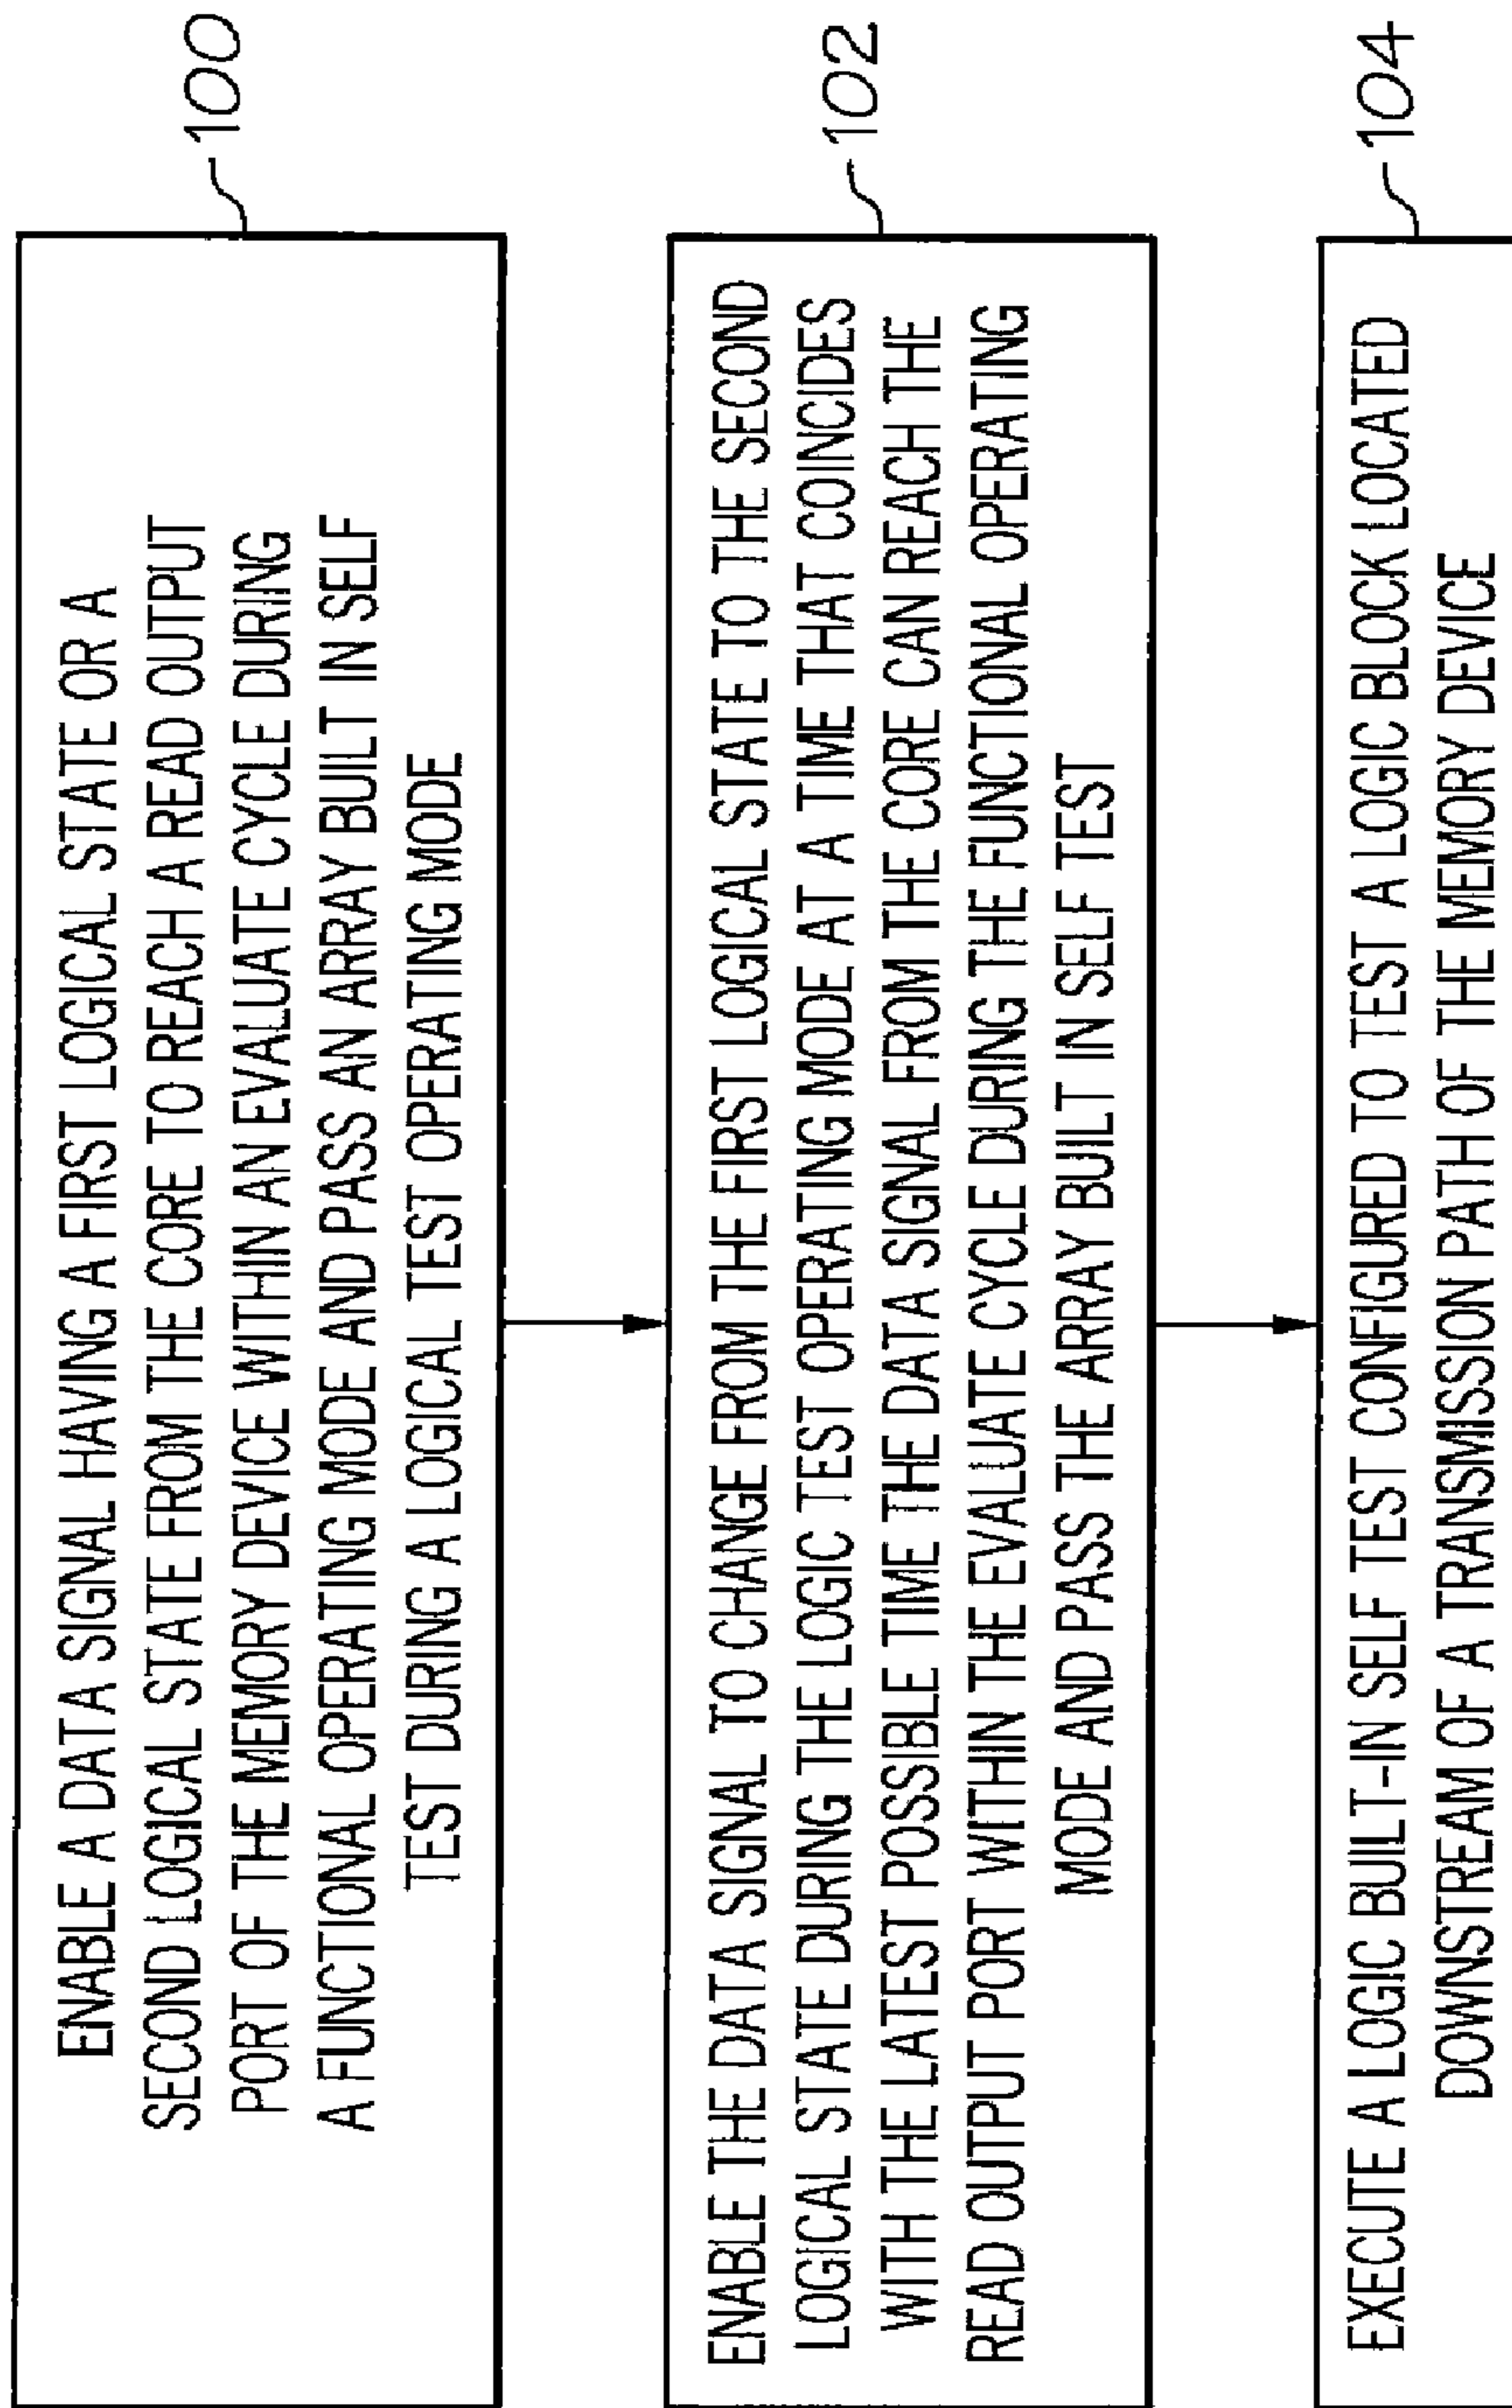 ENABLE A DATA SIGNAL HAVING A FIRST LOGICAL STATE OR A
SECOND LOGICAL STATE FROM THE CORE TO REACH A READ OUTPUT
PORT OF THE MEMORY DEVICE WITHIN AN EVALUATE CYCLE DURING
A FUNCTIONAL OPERATING MODE AND PASS AN ARRAY BUILT IN SELF
TEST DURING A LOGICAL TEST OPERATING MODE
100
ENABLE THE DATA SIGNAL TO CHANGE FROM THE FIRST LOGICAL STATE TO THE SECOND
LOGICAL STATE DURING THE LOGIC TEST OPERATING MODE AT A TIME THAT COINCIDES
WITH THE LATEST POSSIBLE TIME THE DATA SIGNAL FROM THE CORE CAN REACH THE
READ OUTPUT PORT WITHIN THE EVALUATE CYCLE DURING THE FUNCTIONAL OPERATING
MODE AND PASS THE ARRAY BUILT IN SELF TEST
102
EXECUTE A LOGIC BUILT-IN SELF TEST CONFIGURED TO TEST A LOGIC BLOCK LOCATED
DOWNSTREAM OF A TRANSMISSION PATH OF THE MEMORY DEVICE
104